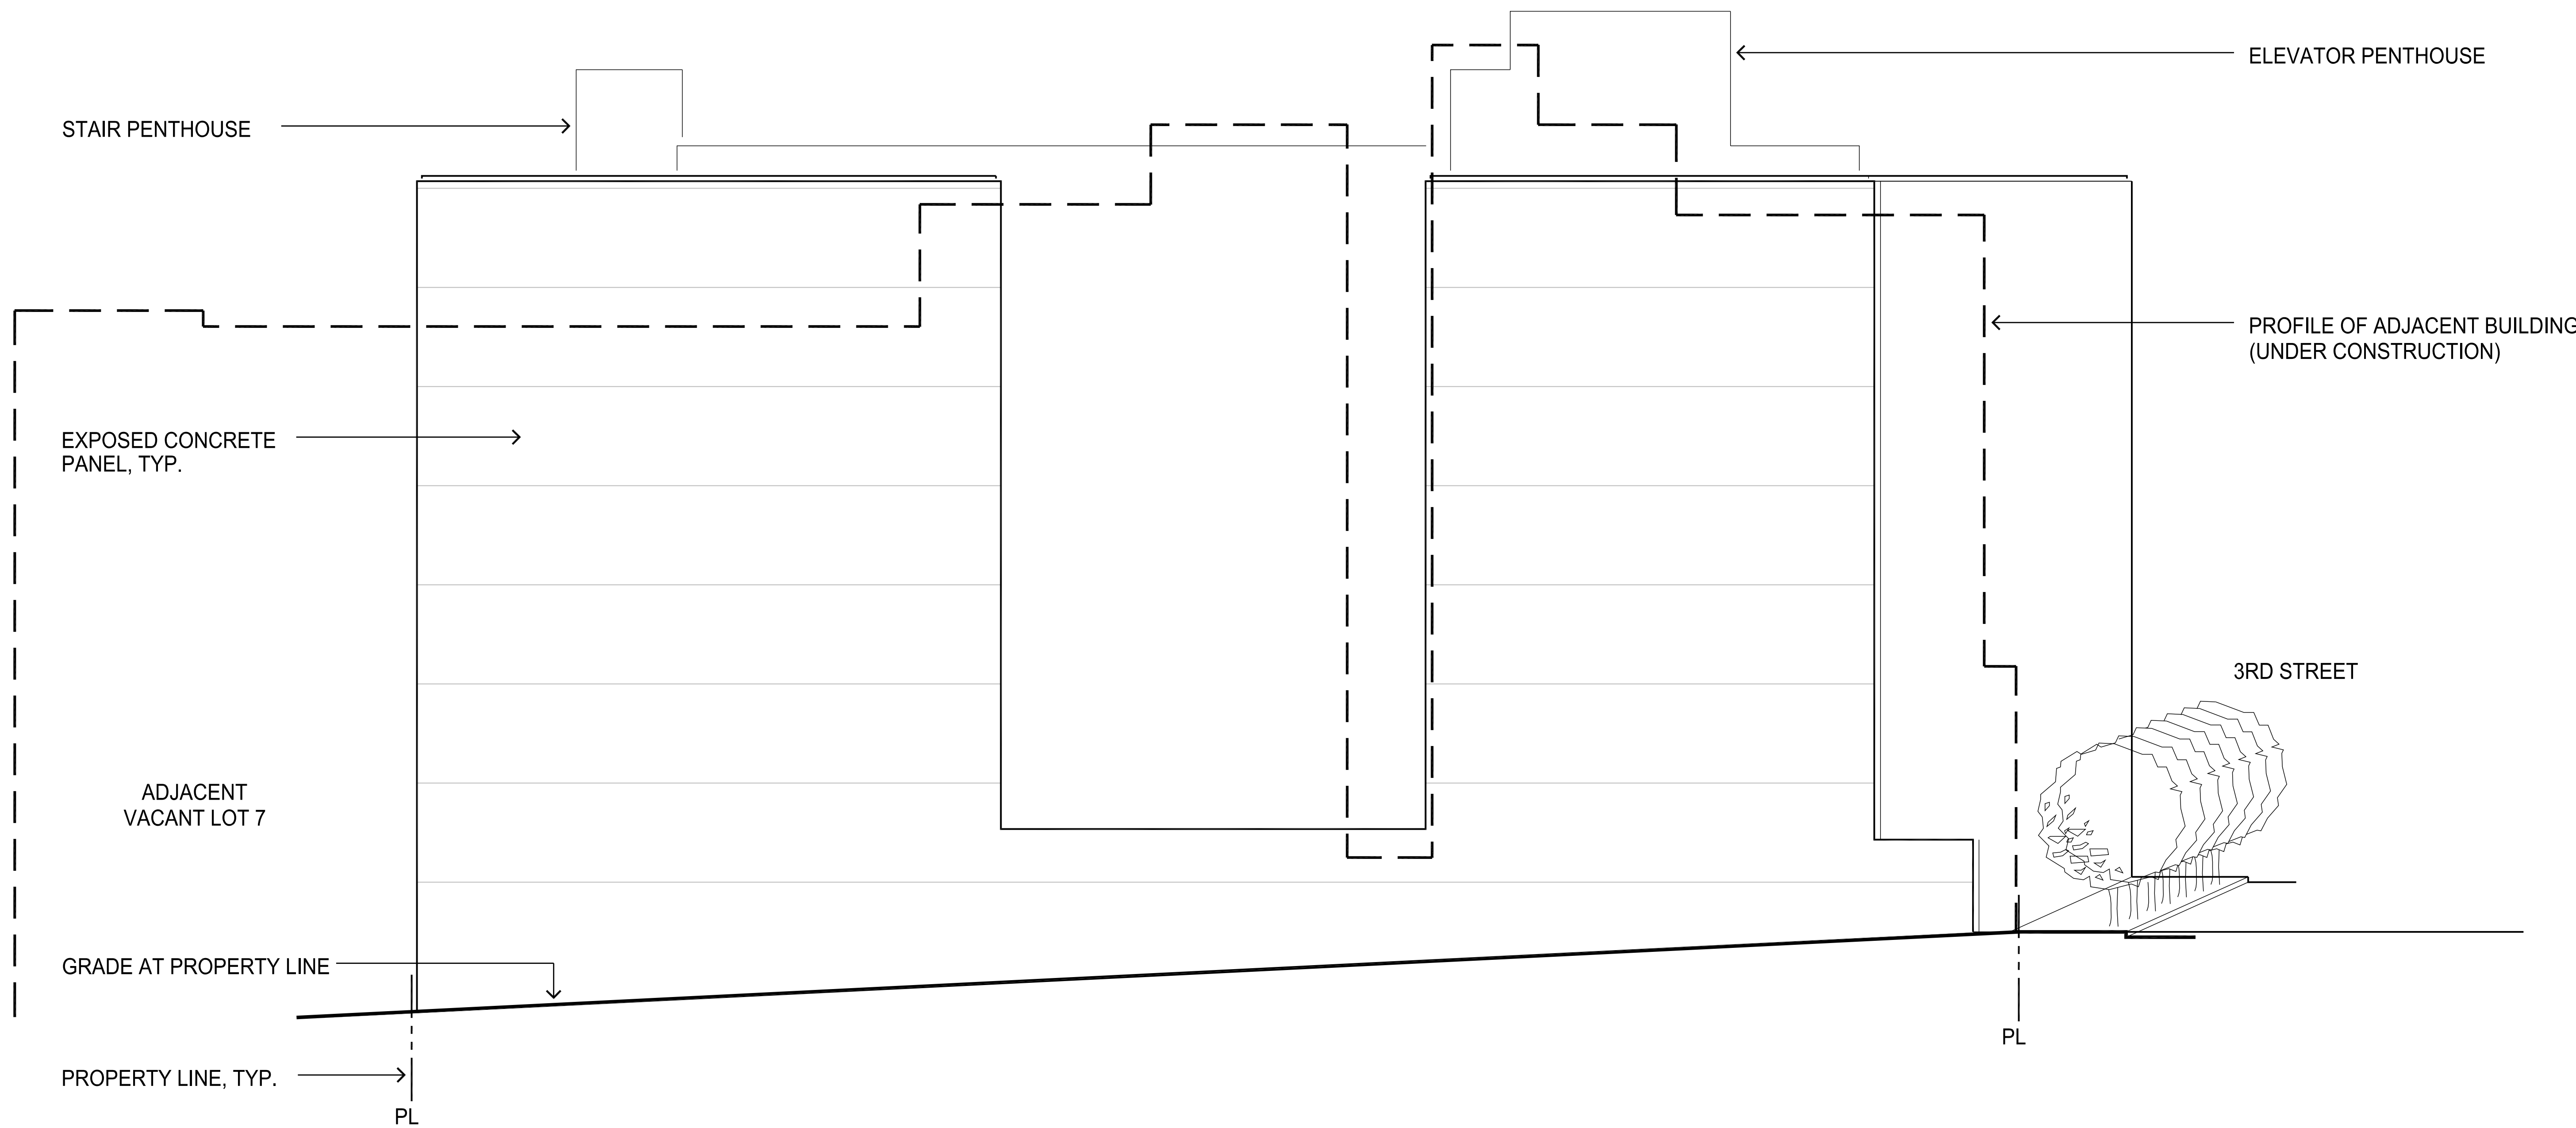 ELEVATOR PENTHOUSE
STAIR PENTHOUSE
PROFILE OF ADJACENT BUILDING
(UNDER CONSTRUCTION)
EXPOSED CONCRETE
PANEL, TYP.
3RD STREET
ADJACENT
VACANT LOT 7
GRADE AT PROPERTY LINE
PL
PROPERTY LINE, TYP.
PL